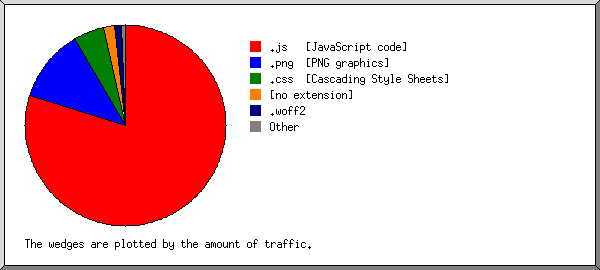 .js [JavaScript code]
.png [PNG graphics]
.css [Cascading Style Sheets]
[no extension]
.woff2
Other
The wedges are plotted by the amount of traffic.